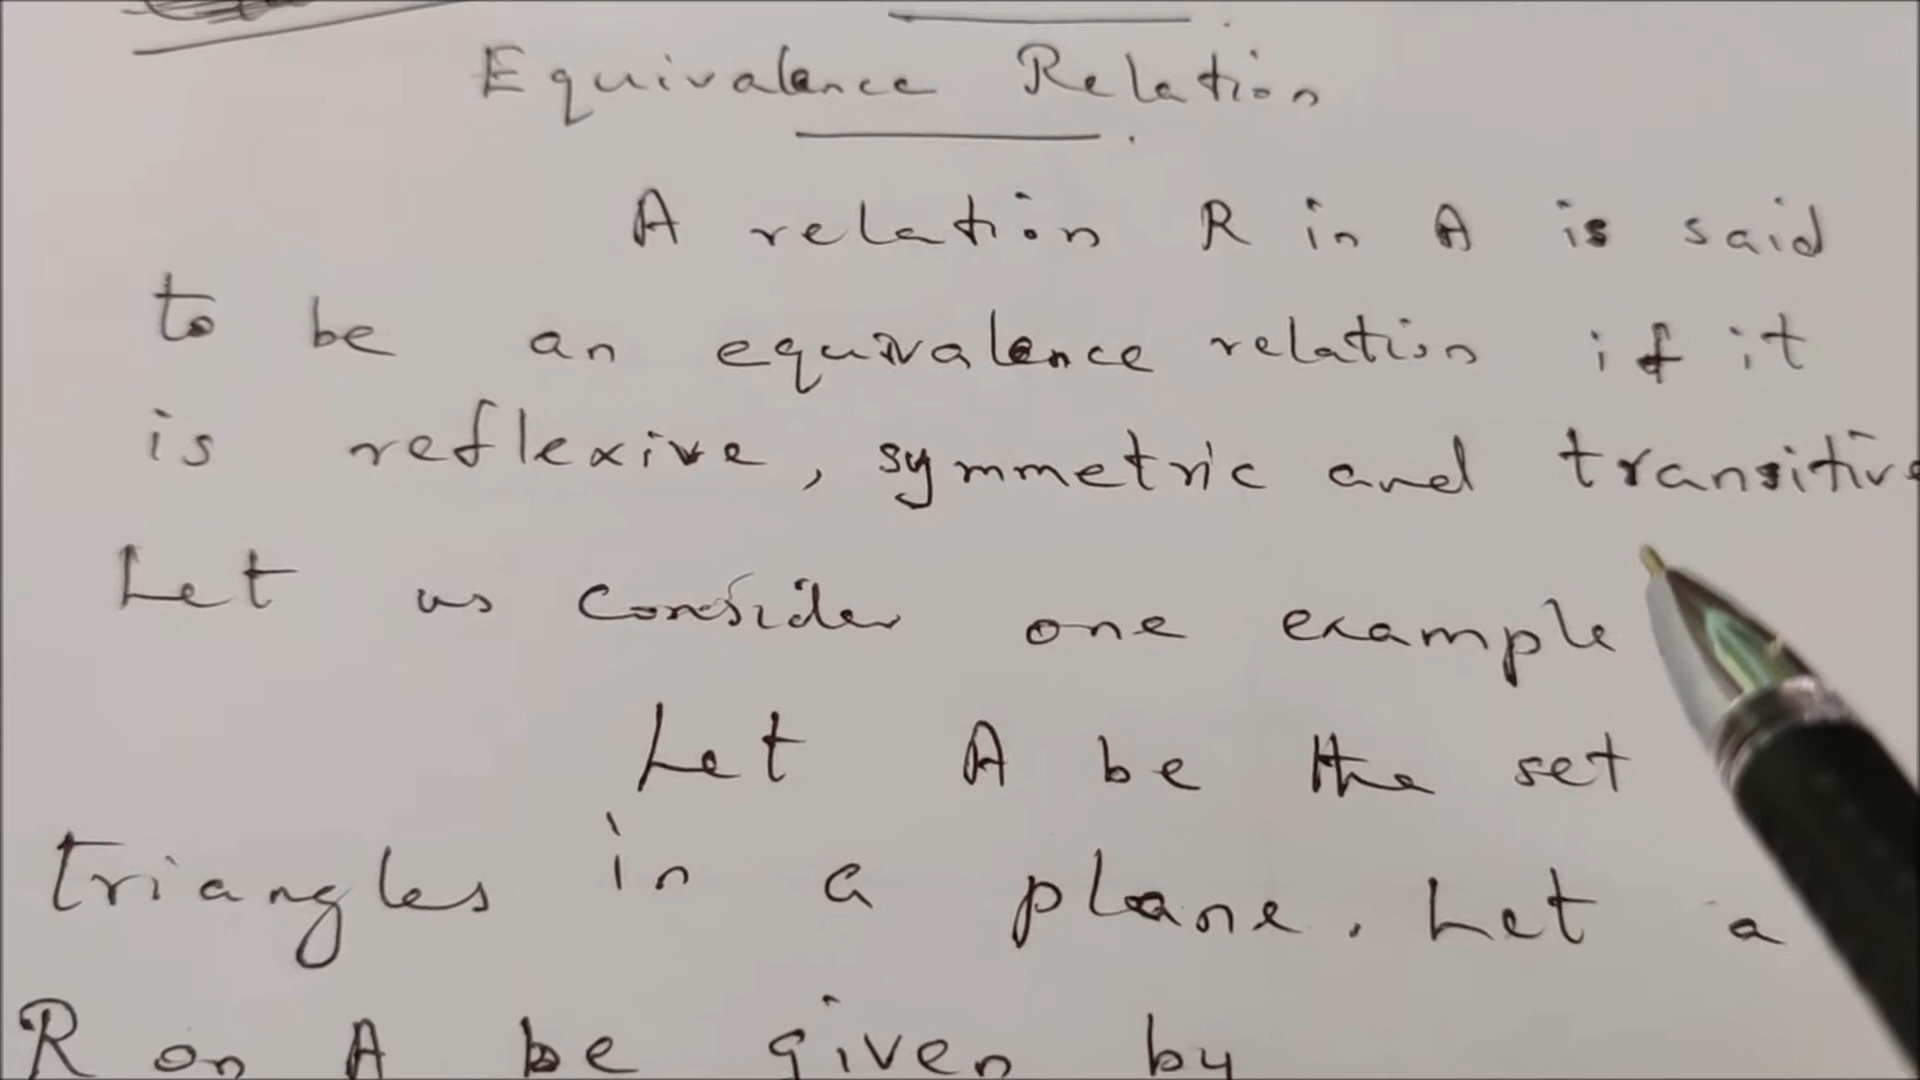 Equivalence Relation
A relation R in A is said
to be an equivalence relation if it
is reflexive, symmetric and transitive
Let us consider one example
Let A be the set
triangles in a plane. Let a
R on A be given by